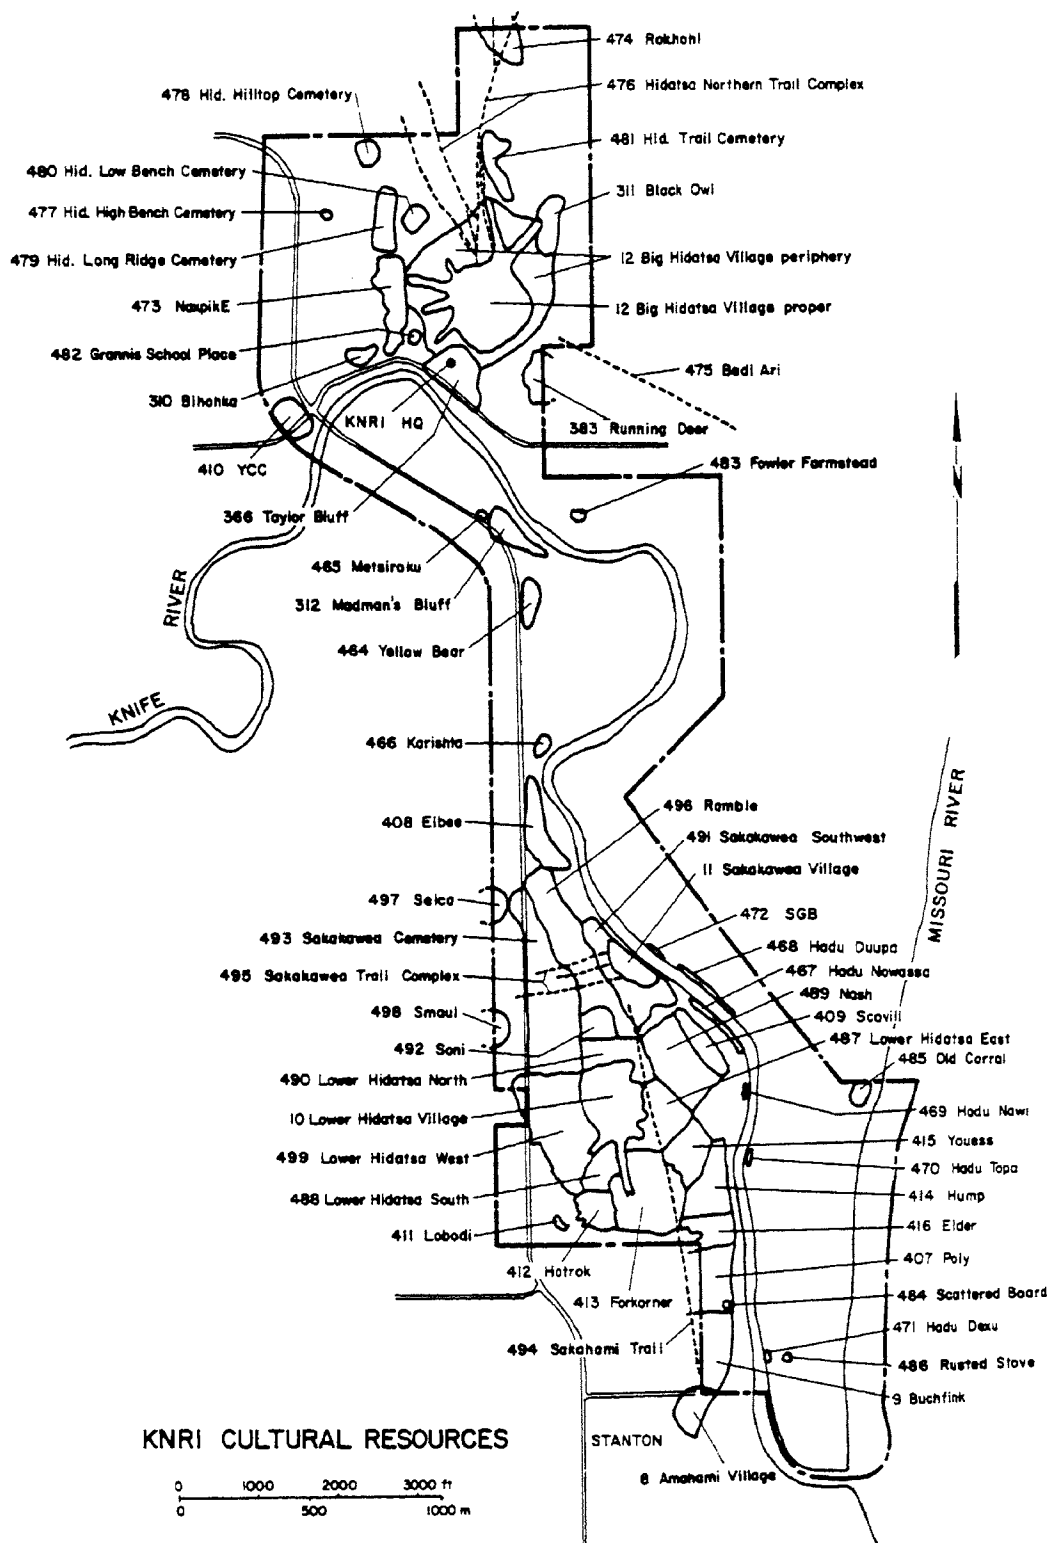 474 Rokhohi
476 Hidatsa Northern Trail Complex
478 Hid. Hilltop Cemetery
481 Hid. Trail Cemetery
480 Hid. Low Bench Cemetery
311 Black Owl
477 Hid. High Bench Cemetery
12 Big Hidatsa Village periphery
479 Hid. Long Ridge Cemetery
473 NaxpikE
12 Big Hidatsa Village proper
482 Grannis School Place
475 Bedi Ari
310 Bihohka
KNRI HQ
383 Running Deer
410 YCC
483 Fowler Farmstead
366 Taylor Bluff
465 Metsiroku
312 Madman's Bluff
RIVER
464 Yellow Bear
KNIFE
466 Karishta
496 Ramble
MISSOURI RIVER
408 Elbee
491 Sakakawea Southwest
11 Sakakawea Village
497 Selca
472 SGB
493 Sakakawea Cemetery
468 Hadu Duupa
495 Sakakawea Trail Complex
467 Hadu Nowassa
489 Nash
498 Smaul
409 Scovill
487 Lower Hidatsa East
492 Soni
485 Old Corral
490 Lower Hidatsa North
10 Lower Hidatsa Village
469 Hadu Nawi
415 Youess
499 Lower Hidatsa West
470 Hadu Topa
488 Lower Hidatsa South
414 Hump
411 Lobodi
416 Elder
412 Hotrok
407 Poly
413 Forkorner
484 Scattered Board
494 Sakahami Trail
471 Hadu Dexu
486 Rusted Stove
9 Buchfink
KNRI CULTURAL RESOURCES
STANTON
8 Amahami Village
0 1000 2000 3000 ft
0 500 1000 m